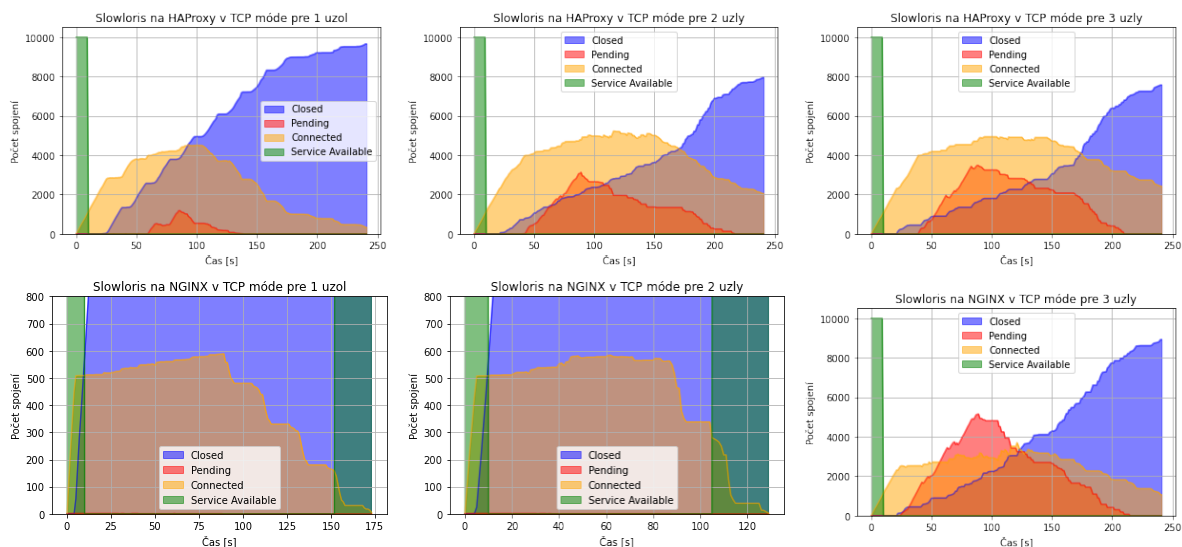 Slowloris na HAProxy v TCP móde pre 1 uzol
10000
8000
6000
4000
2000
0
Počet spojení
Closed
Pending
Connected
Service Available
0
50
100
150
200
250
Čas [s]
Slowloris na HAProxy v TCP móde pre 2 uzly
10000
8000
6000
4000
2000
0
Počet spojení
Closed
Pending
Connected
Service Available
0
50
100
150
200
250
Čas [s]
Slowloris na HAProxy v TCP móde pre 3 uzly
10000
8000
6000
4000
2000
0
Počet spojení
Closed
Pending
Connected
Service Available
0
50
100
150
200
250
Čas [s]
Slowloris na NGINX v TCP móde pre 1 uzol
800
700
600
500
400
300
200
100
0
Počet spojení
Closed
Pending
Connected
Service Available
0
25
50
75
100
125
150
175
Čas [s]
Slowloris na NGINX v TCP móde pre 2 uzly
800
700
600
500
400
300
200
100
0
Počet spojení
Closed
Pending
Connected
Service Available
0
20
40
60
80
100
120
Čas [s]
Slowloris na NGINX v TCP móde pre 3 uzly
10000
8000
6000
4000
2000
0
Počet spojení
Closed
Pending
Connected
Service Available
0
50
100
150
200
250
Čas [s]